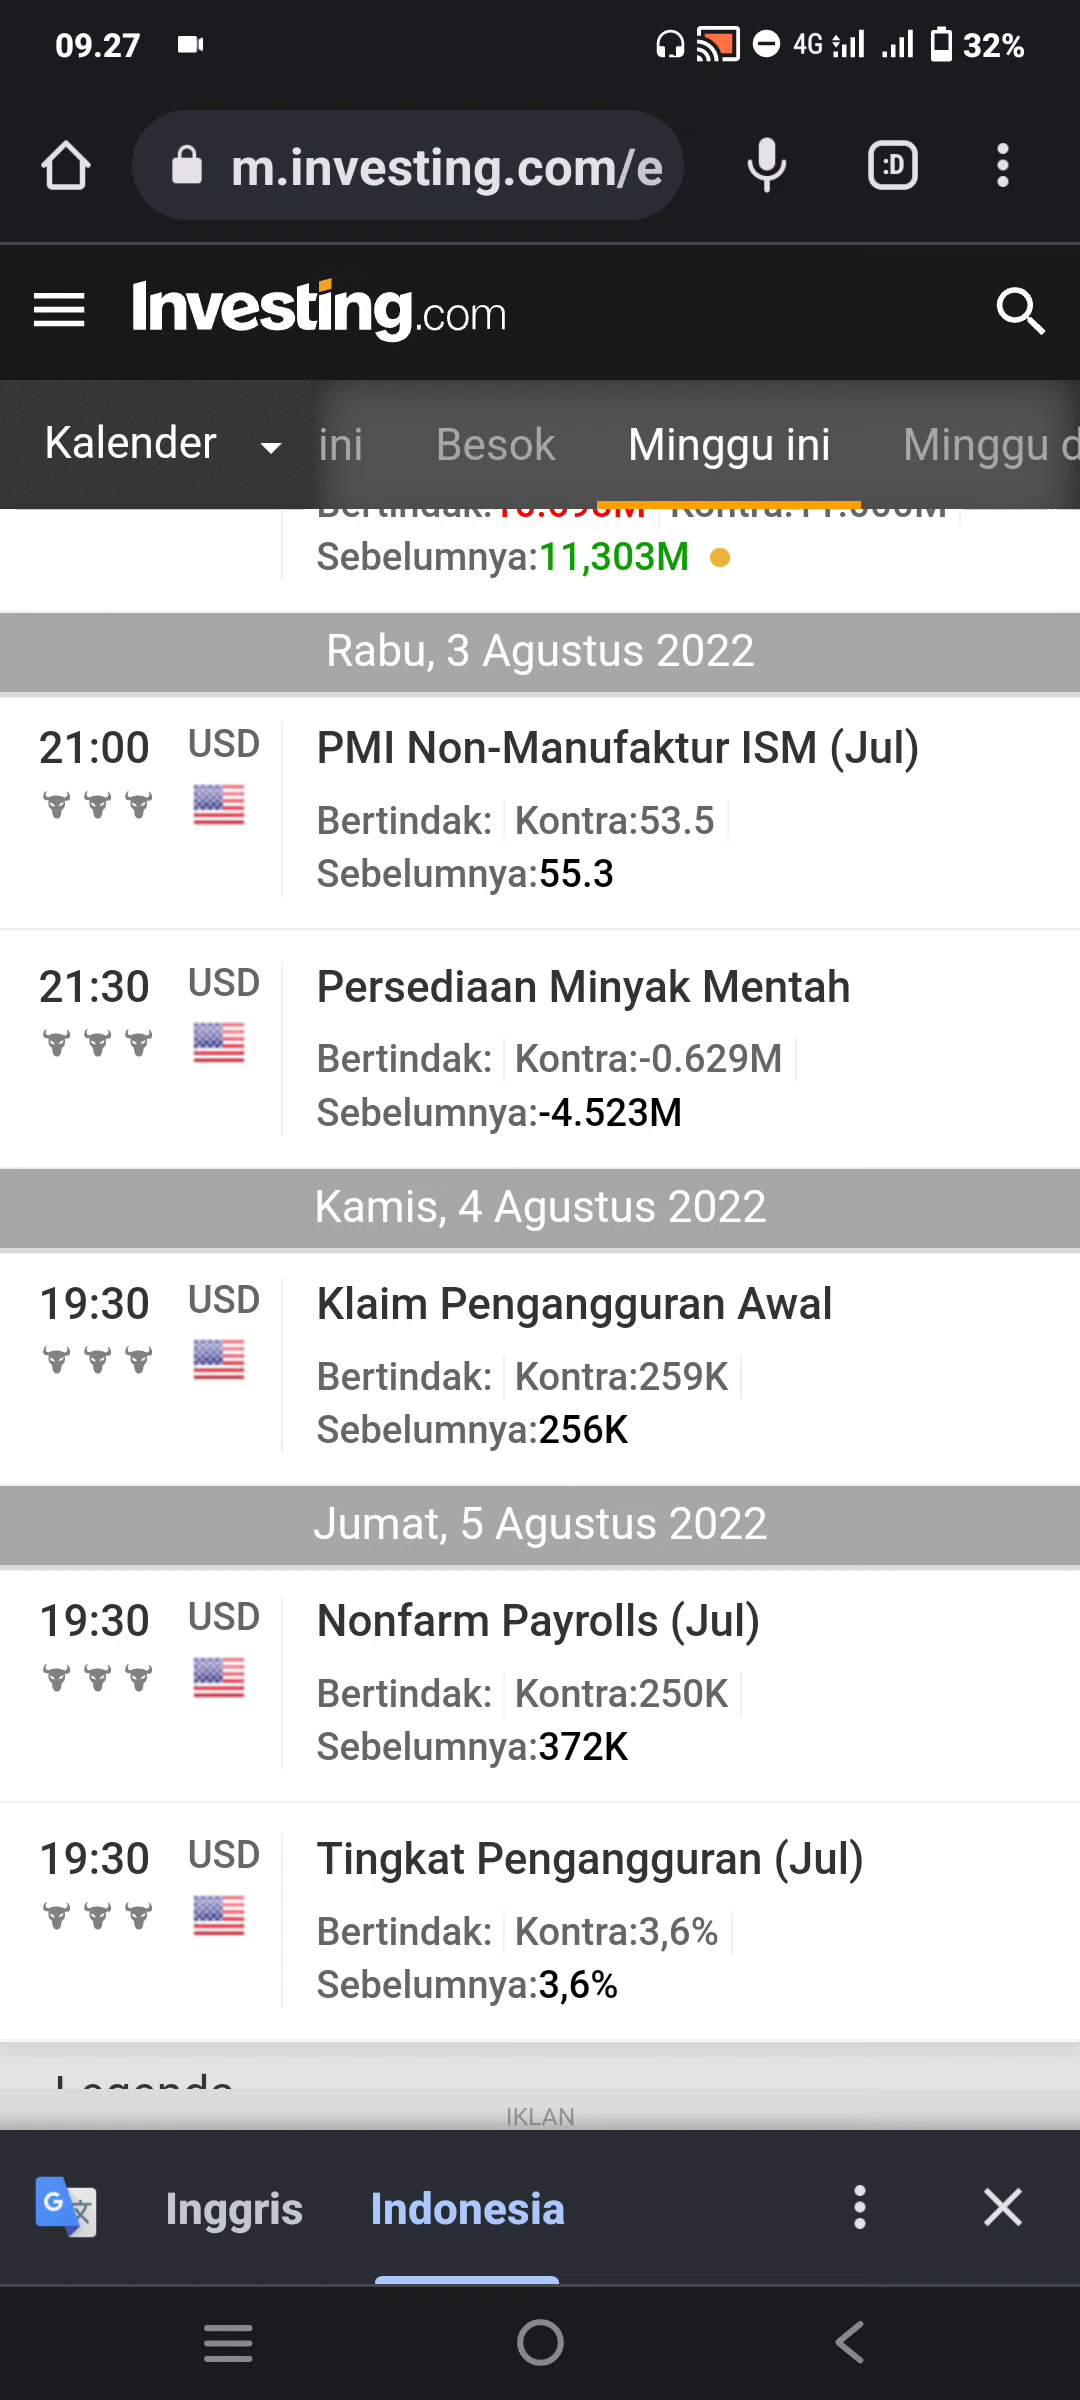 09.27
4G
32%
m.investing.com/e
:D
Investing.com
Kalender
ini
Besok
Minggu ini
Minggu d
Sebelumnya:11,303M
Rabu, 3 Agustus 2022
21:00 USD PMI Non-Manufaktur ISM (Jul)
Bertindak: Kontra:53.5
Sebelumnya:55.3
21:30 USD Persediaan Minyak Mentah
Bertindak: Kontra:-0.629M
Sebelumnya:-4.523M
Kamis, 4 Agustus 2022
19:30 USD Klaim Pengangguran Awal
Bertindak: Kontra:259K
Sebelumnya:256K
Jumat, 5 Agustus 2022
19:30 USD Nonfarm Payrolls (Jul)
Bertindak: Kontra:250K
Sebelumnya:372K
19:30 USD Tingkat Pengangguran (Jul)
Bertindak: Kontra:3,6%
Sebelumnya:3,6%
IKLAN
Inggris
Indonesia